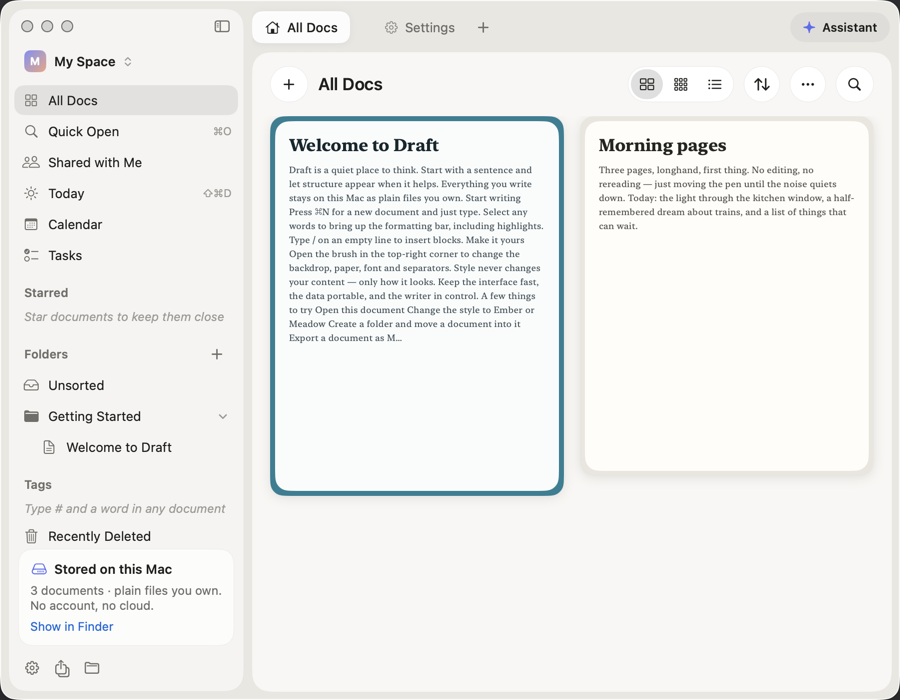 M My Space
All Docs
Quick Open ⌘O
Shared with Me
Today ⇧⌘D
Calendar
Tasks
Starred
Star documents to keep them close
Folders
Unsorted
Getting Started
Welcome to Draft
Tags
Type # and a word in any document
Recently Deleted
Stored on this Mac
3 documents · plain files you own.
No account, no cloud.
Show in Finder
All Docs
Settings
Assistant
All Docs
Welcome to Draft
Draft is a quiet place to think. Start with a sentence and
let structure appear when it helps. Everything you write
stays on this Mac as plain files you own. Start writing
Press ⌘N for a new document and just type. Select any
words to bring up the formatting bar, including highlights.
Type / on an empty line to insert blocks. Make it yours
Open the brush in the top-right corner to change the
backdrop, paper, font and separators. Style never changes
your content — only how it looks. Keep the interface fast,
the data portable, and the writer in control. A few things
to try Open this document Change the style to Ember or
Meadow Create a folder and move a document into it
Export a document as M...
Morning pages
Three pages, longhand, first thing. No editing, no
rereading — just moving the pen until the noise quiets
down. Today: the light through the kitchen window, a half-
remembered dream about trains, and a list of things that
can wait.